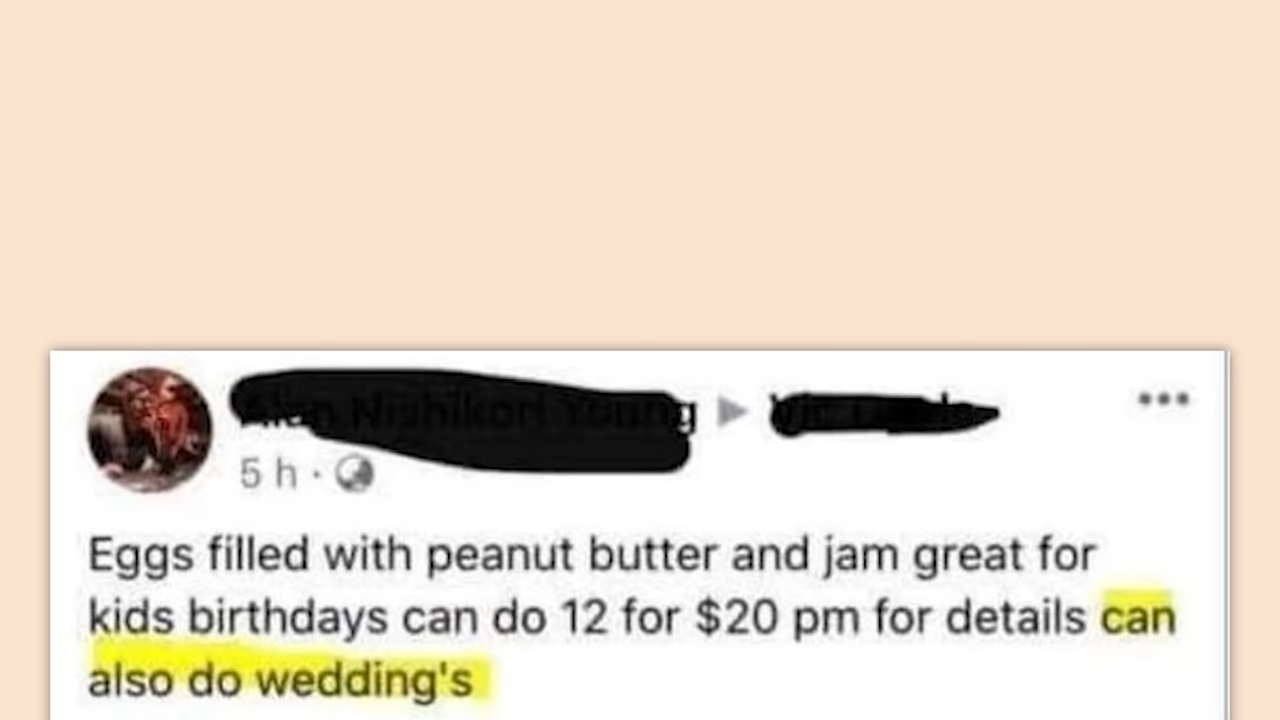 5 h ·
Eggs filled with peanut butter and jam great for
kids birthdays can do 12 for $20 pm for details can
also do wedding's